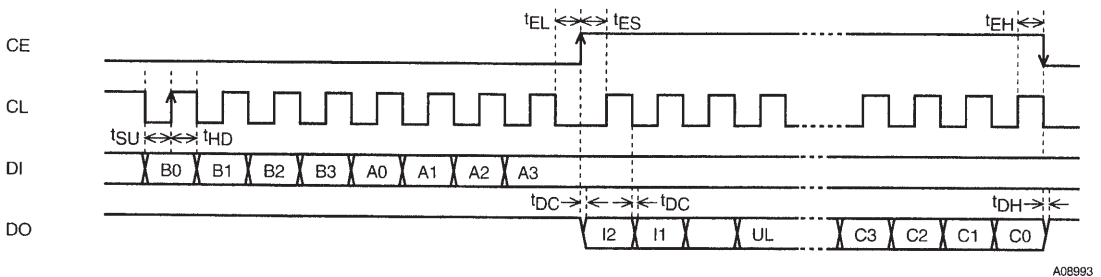 tEL tES tEH
CE
CL
tSU tHD
DI B0 B1 B2 B3 A0 A1 A2 A3
tDC tDC tDH
DO I2 I1 UL C3 C2 C1 C0
A08993